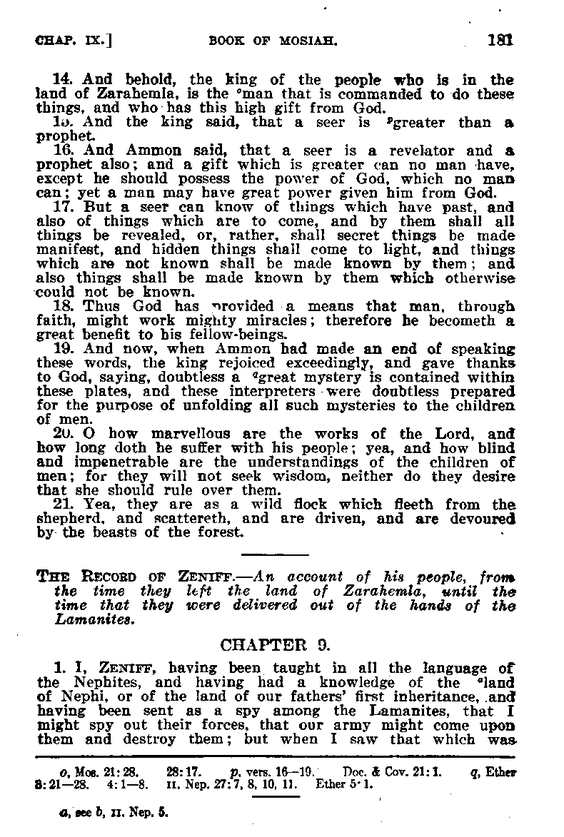 CHAP. IX.] BOOK OF MOSIAH. 181
14. And behold, the king of the people who is in the
land of Zarahemla, is the ᵒman that is commanded to do these
things, and who has this high gift from God.
15. And the king said, that a seer is ᵖgreater than a
prophet.
16. And Ammon said, that a seer is a revelator and a
prophet also; and a gift which is greater can no man have,
except he should possess the power of God, which no man
can; yet a man may have great power given him from God.
17. But a seer can know of things which have past, and
also of things which are to come, and by them shall all
things be revealed, or, rather, shall secret things be made
manifest, and hidden things shall come to light, and things
which are not known shall be made known by them; and
also things shall be made known by them which otherwise
could not be known.
18. Thus God has provided a means that man, through
faith, might work mighty miracles; therefore he becometh a
great benefit to his fellow-beings.
19. And now, when Ammon had made an end of speaking
these words, the king rejoiced exceedingly, and gave thanks
to God, saying, doubtless a ᑫgreat mystery is contained within
these plates, and these interpreters were doubtless prepared
for the purpose of unfolding all such mysteries to the children
of men.
20. O how marvellous are the works of the Lord, and
how long doth he suffer with his people; yea, and how blind
and impenetrable are the understandings of the children of
men; for they will not seek wisdom, neither do they desire
that she should rule over them.
21. Yea, they are as a wild flock which fleeth from the
shepherd, and scattereth, and are driven, and are devoured
by the beasts of the forest.
THE RECORD OF ZENIFF.—An account of his people, from
the time they left the land of Zarahemla, until the
time that they were delivered out of the hands of the
Lamanites.
CHAPTER 9.
1. I, ZENIFF, having been taught in all the language of
the Nephites, and having had a knowledge of the ᵃland
of Nephi, or of the land of our fathers' first inheritance, and
having been sent as a spy among the Lamanites, that I
might spy out their forces, that our army might come upon
them and destroy them; but when I saw that which was
o, Mos. 21:28. 28:17. p, vers. 16—19. Doc. & Cov. 21:1. q, Ether
3:21—28. 4:1—8. II. Nep. 27:7, 8, 10, 11. Ether 5:1.
a, see b, II. Nep. 5.